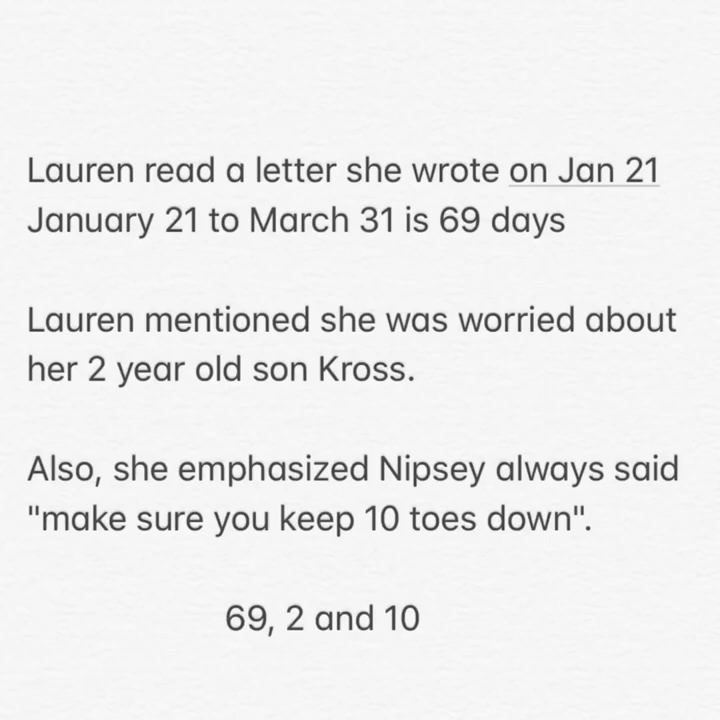 Lauren read a letter she wrote on Jan 21
January 21 to March 31 is 69 days
Lauren mentioned she was worried about
her 2 year old son Kross.
Also, she emphasized Nipsey always said
"make sure you keep 10 toes down".
69, 2 and 10